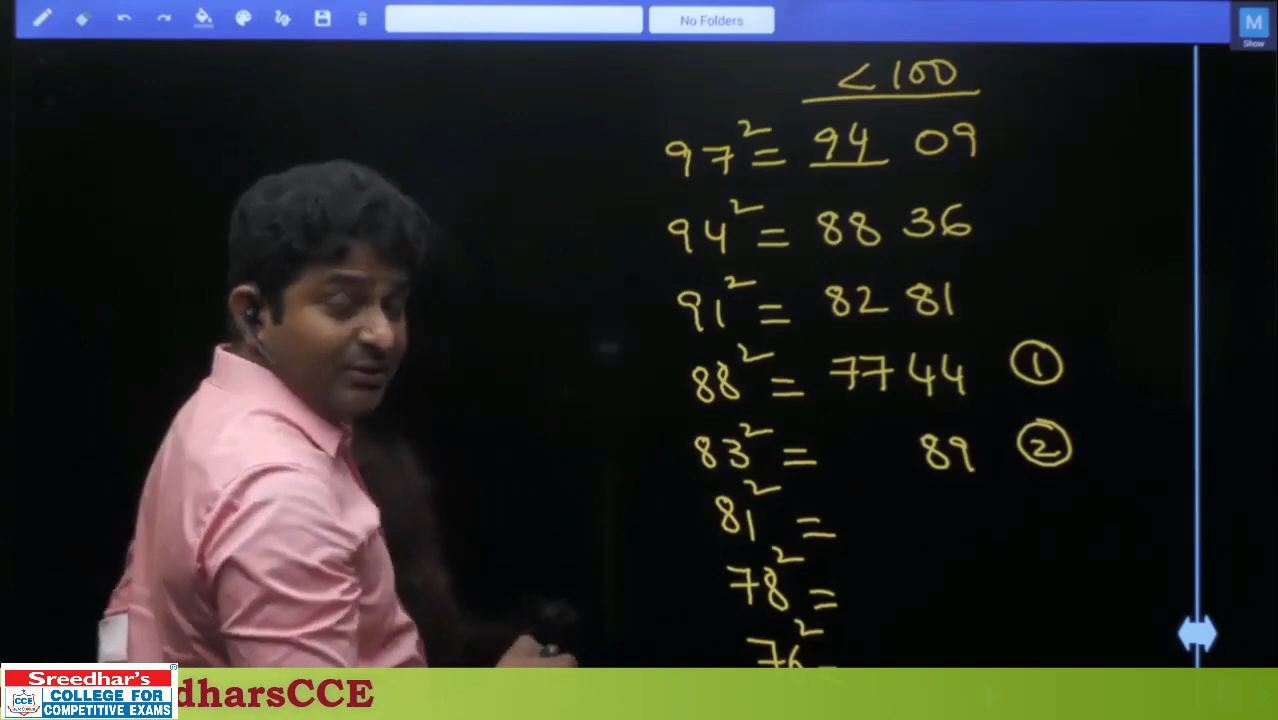 No Folders
M
Show
< 100
97² = 94 09
94² = 88 36
91² = 82 81
88² = 77 44 ①
83² = 89 ②
81² =
78² =
76² =
Sreedhar's
CCE
COLLEGE FOR
COMPETITIVE EXAMS
dharsCCE